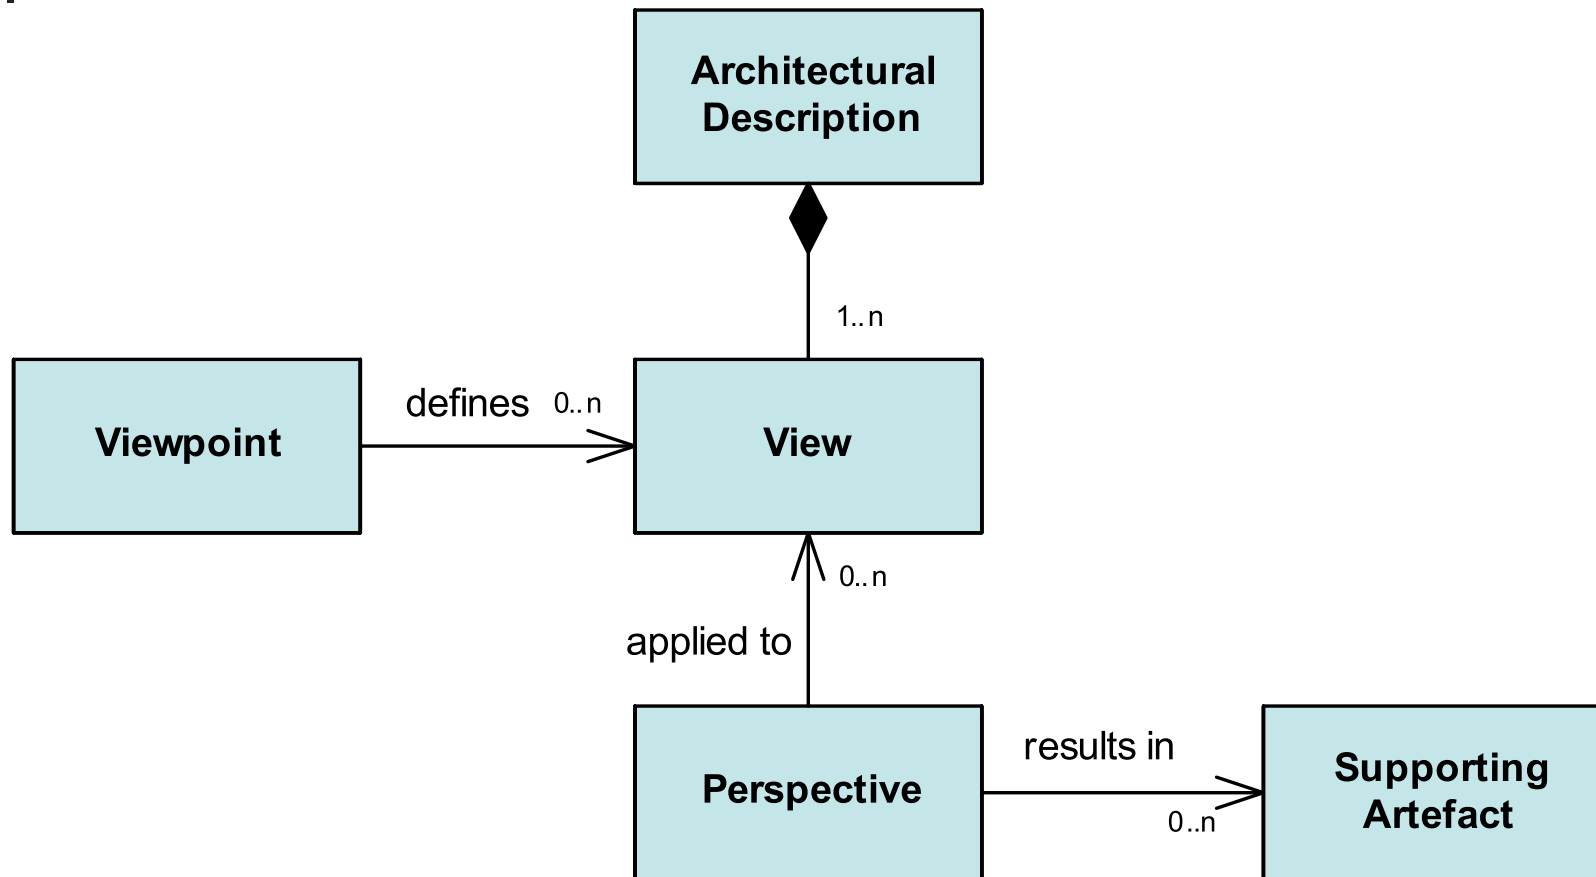 Architectural
Description
1..n
defines 0..n
Viewpoint
View
0..n
applied to
results in
Perspective
0..n
Supporting
Artefact